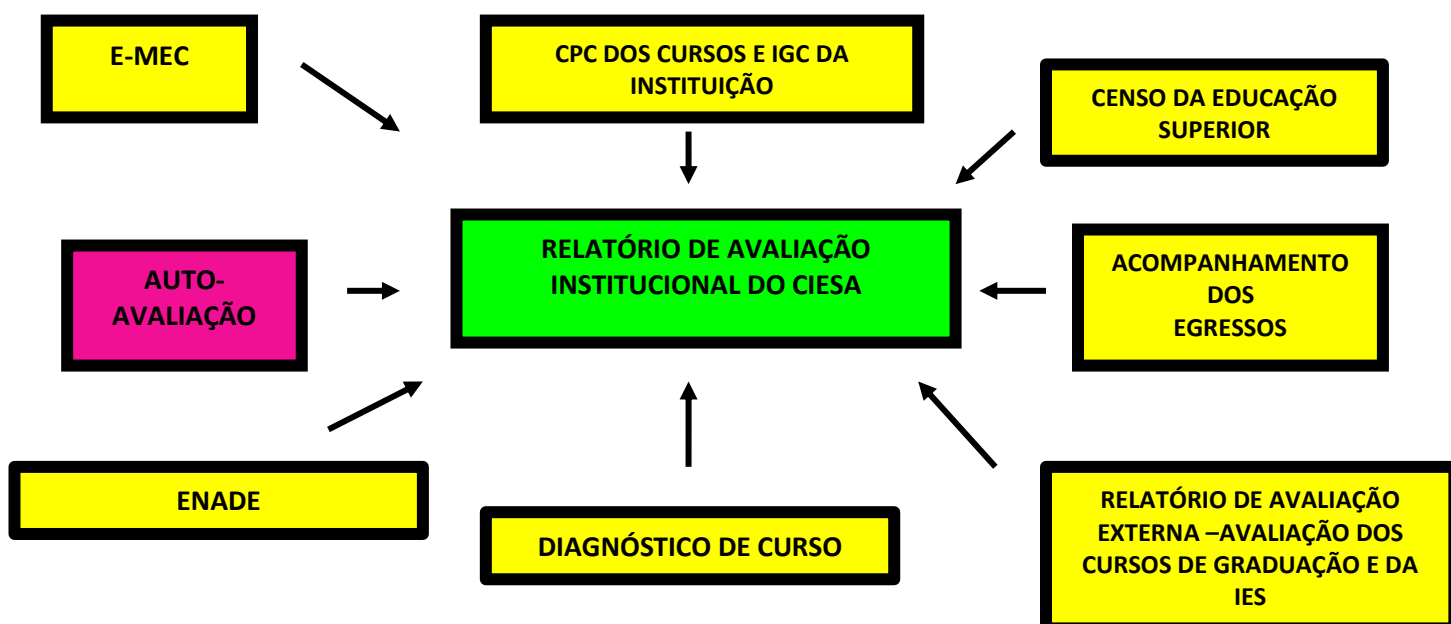 E-MEC
CPC DOS CURSOS E IGC DA
INSTITUIÇÃO
CENSO DA EDUCAÇÃO
SUPERIOR
AUTO-
AVALIAÇÃO
RELATÓRIO DE AVALIAÇÃO
INSTITUCIONAL DO CIESA
ACOMPANHAMENTO
DOS
EGRESSOS
ENADE
DIAGNÓSTICO DE CURSO
RELATÓRIO DE AVALIAÇÃO
EXTERNA –AVALIAÇÃO DOS
CURSOS DE GRADUAÇÃO E DA
IES